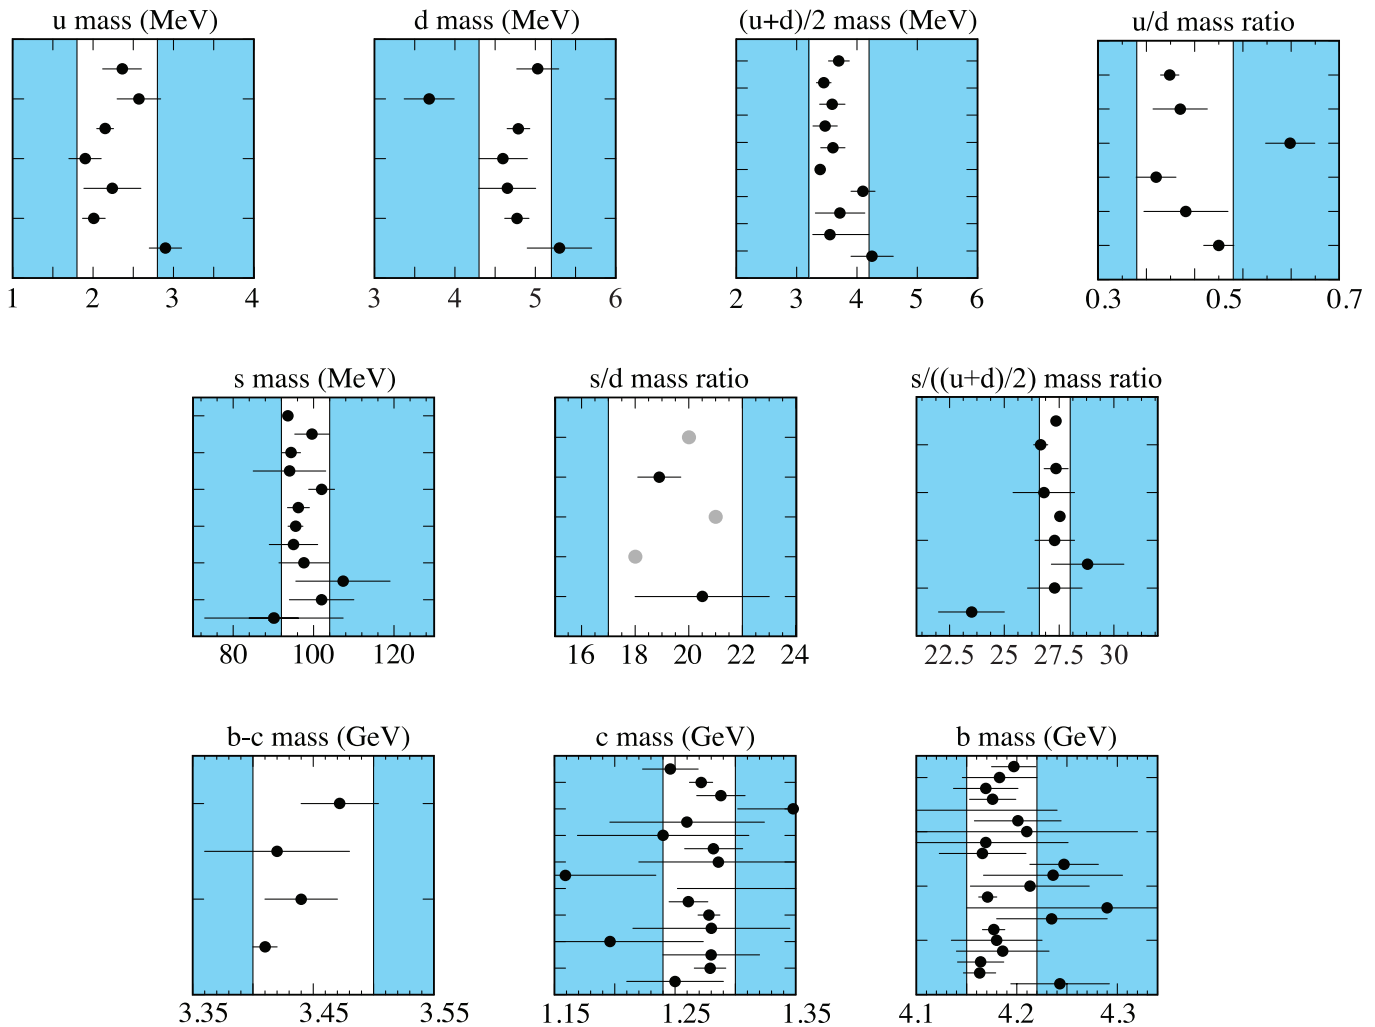 u mass (MeV) d mass (MeV) (u+d)/2 mass (MeV) u/d mass ratio
1 2 3 4 3 4 5 6 2 3 4 5 6 0.3 0.5 0.7
s mass (MeV) s/d mass ratio s/((u+d)/2) mass ratio
80 100 120 16 18 20 22 24 22.5 25 27.5 30
b-c mass (GeV) c mass (GeV) b mass (GeV)
3.35 3.45 3.55 1.15 1.25 1.35 4.1 4.2 4.3